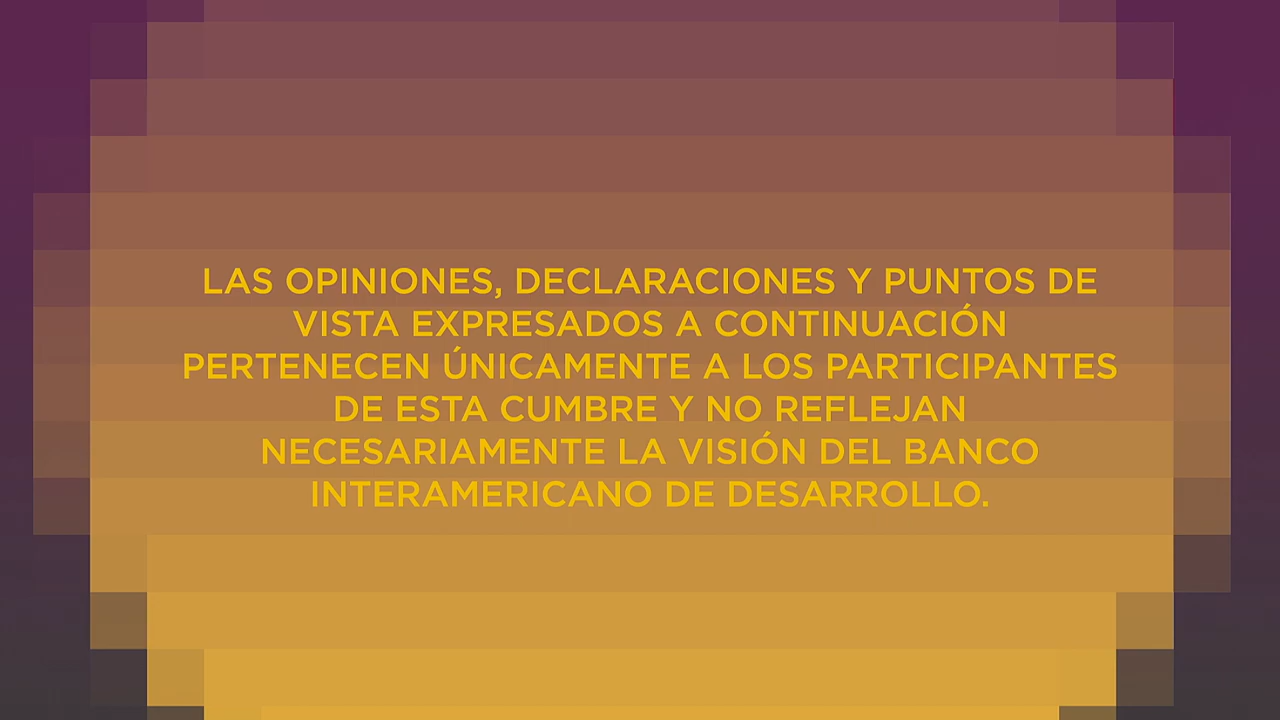 LAS OPINIONES, DECLARACIONES Y PUNTOS DE
VISTA EXPRESADOS A CONTINUACIÓN
PERTENECEN ÚNICAMENTE A LOS PARTICIPANTES
DE ESTA CUMBRE Y NO REFLEJAN
NECESARIAMENTE LA VISIÓN DEL BANCO
INTERAMERICANO DE DESARROLLO.